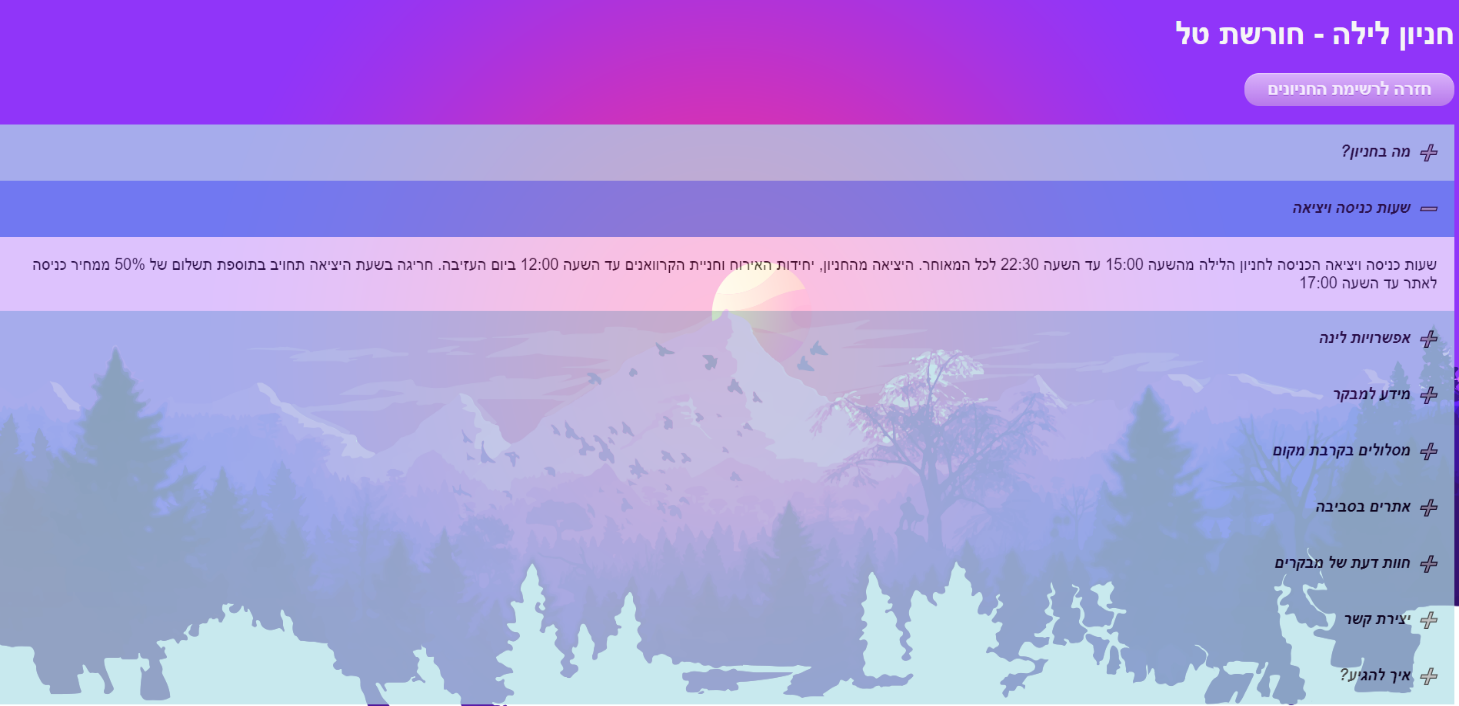 חניון לילה - חורשת טל
חזרה לרשימת החניונים
מה בחניון?
שעות כניסה ויציאה
שעות כניסה ויציאה הכניסה לחניון הלילה מהשעה 15:00 עד השעה 22:30 לכל המאוחר. היציאה מהחניון, יחידות האירוח וחניית הקרוואנים עד השעה 12:00 ביום העזיבה. חריגה בשעת היציאה תחויב בתוספת תשלום של 50% ממחיר כניסה
לאתר עד השעה 17:00
אפשרויות לינה
מידע למבקר
מסלולים בקרבת מקום
אתרים בסביבה
חוות דעת של מבקרים
יצירת קשר
איך להגיע?